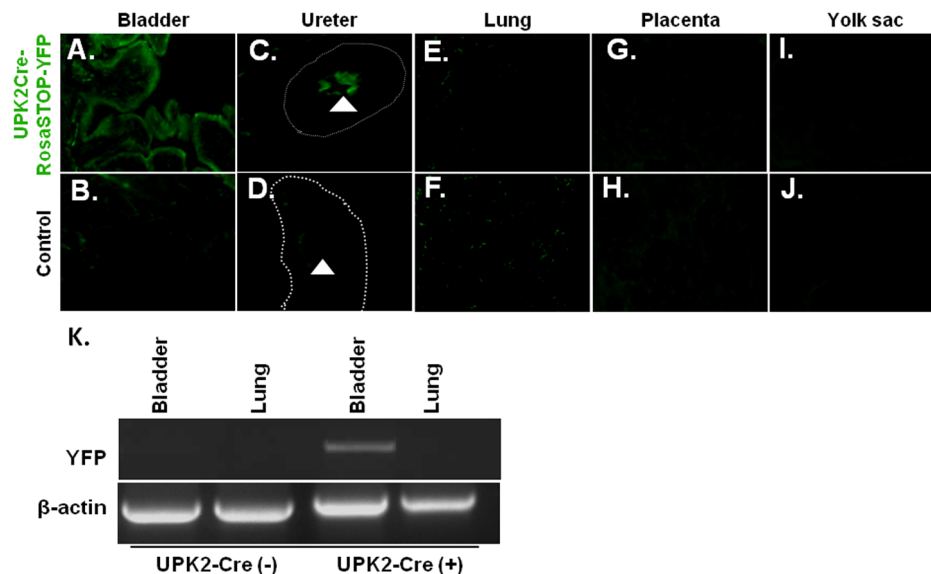 Bladder Ureter Lung Placenta Yolk sac
UPK2Cre-
RosaSTOP-YFP
A. C. E. G. I.
Control
B. D. F. H. J.
K.
Bladder Lung Bladder Lung
YFP
β-actin
UPK2-Cre (-) UPK2-Cre (+)